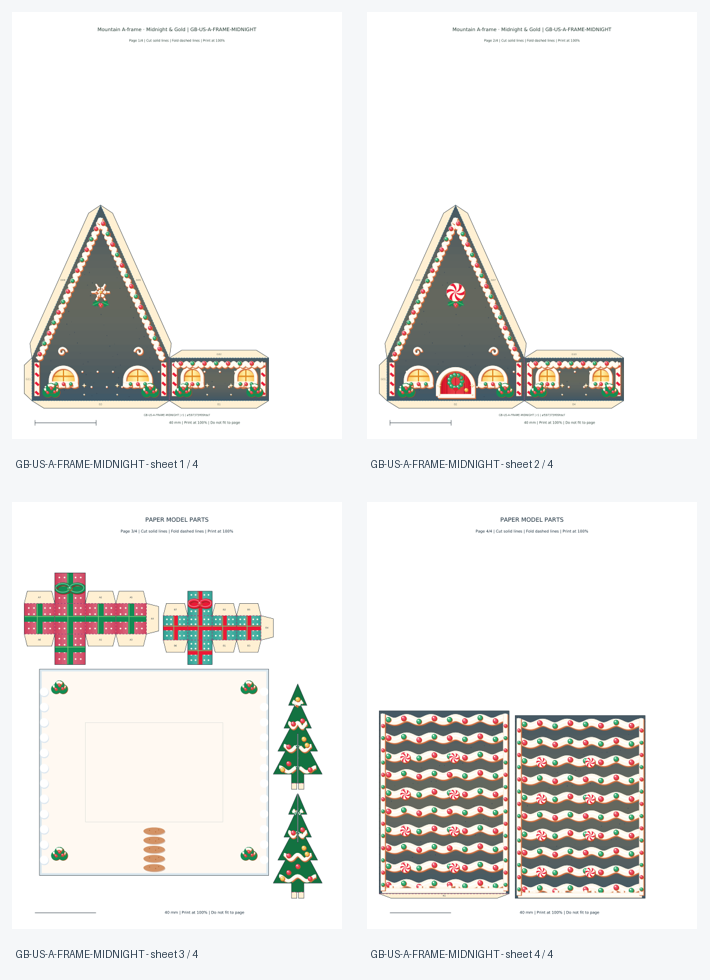 Mountain A-frame · Midnight & Gold | GB-US-A-FRAME-MIDNIGHT
Page 1/4 | Cut solid lines | Fold dashed lines | Print at 100%
40 mm | Print at 100% | Do not fit to page
GB-US-A-FRAME-MIDNIGHT - sheet 1 / 4
Mountain A-frame · Midnight & Gold | GB-US-A-FRAME-MIDNIGHT
Page 2/4 | Cut solid lines | Fold dashed lines | Print at 100%
40 mm | Print at 100% | Do not fit to page
GB-US-A-FRAME-MIDNIGHT - sheet 2 / 4
PAPER MODEL PARTS
Page 3/4 | Cut solid lines | Fold dashed lines | Print at 100%
40 mm | Print at 100% | Do not fit to page
GB-US-A-FRAME-MIDNIGHT - sheet 3 / 4
PAPER MODEL PARTS
Page 4/4 | Cut solid lines | Fold dashed lines | Print at 100%
40 mm | Print at 100% | Do not fit to page
GB-US-A-FRAME-MIDNIGHT - sheet 4 / 4